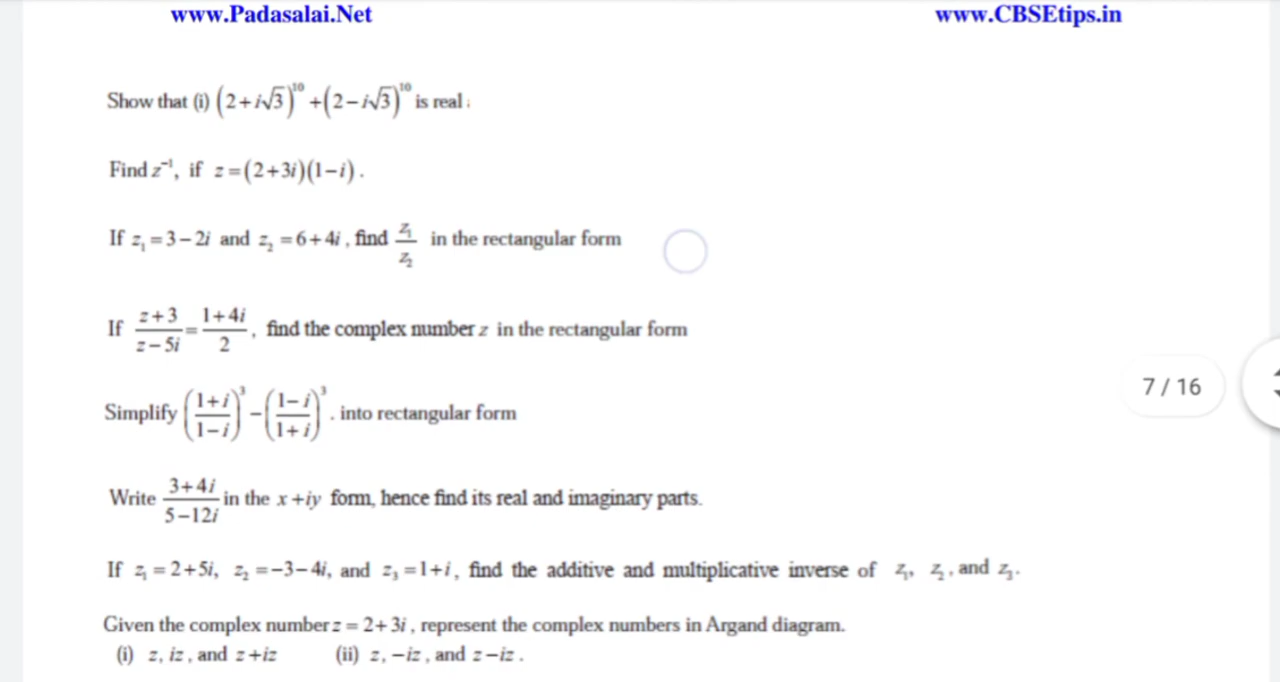 www.Padasalai.Net www.CBSEtips.in
Show that (i) (2+i√3)¹⁰ +(2−i√3)¹⁰ is real ;
Find z⁻¹, if z=(2+3i)(1−i).
If z₁ =3−2i and z₂ =6+4i, find z₁/z₂ in the rectangular form
If (z+3)/(z−5i) = (1+4i)/2, find the complex number z in the rectangular form
7 / 16
Simplify ((1+i)/(1−i))³ − ((1−i)/(1+i))³ . into rectangular form
Write (3+4i)/(5−12i) in the x+iy form, hence find its real and imaginary parts.
If z₁ =2+5i, z₂ =−3−4i, and z₃ =1+i, find the additive and multiplicative inverse of z₁, z₂, and z₃.
Given the complex number z = 2+3i, represent the complex numbers in Argand diagram.
(i) z, iz, and z+iz (ii) z, −iz, and z−iz.